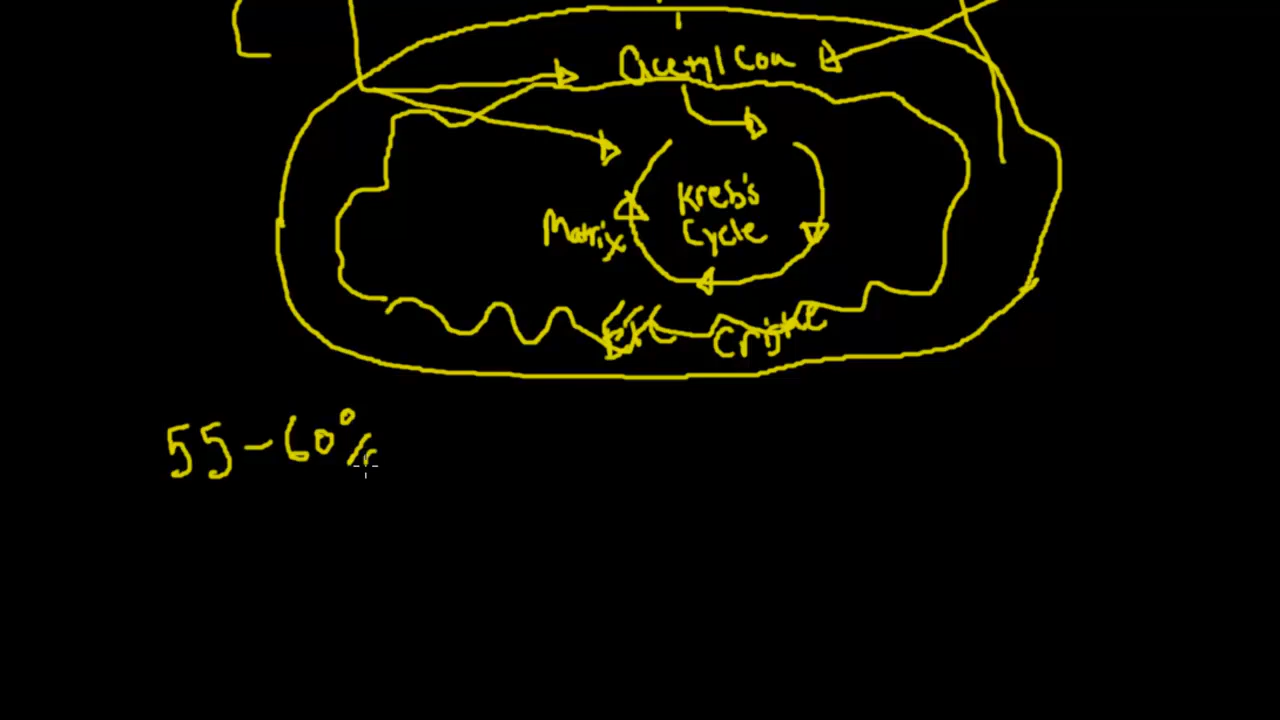 acetyl Coa
Kreb's
Cycle
Matrix
ETC Cristae
55-60%